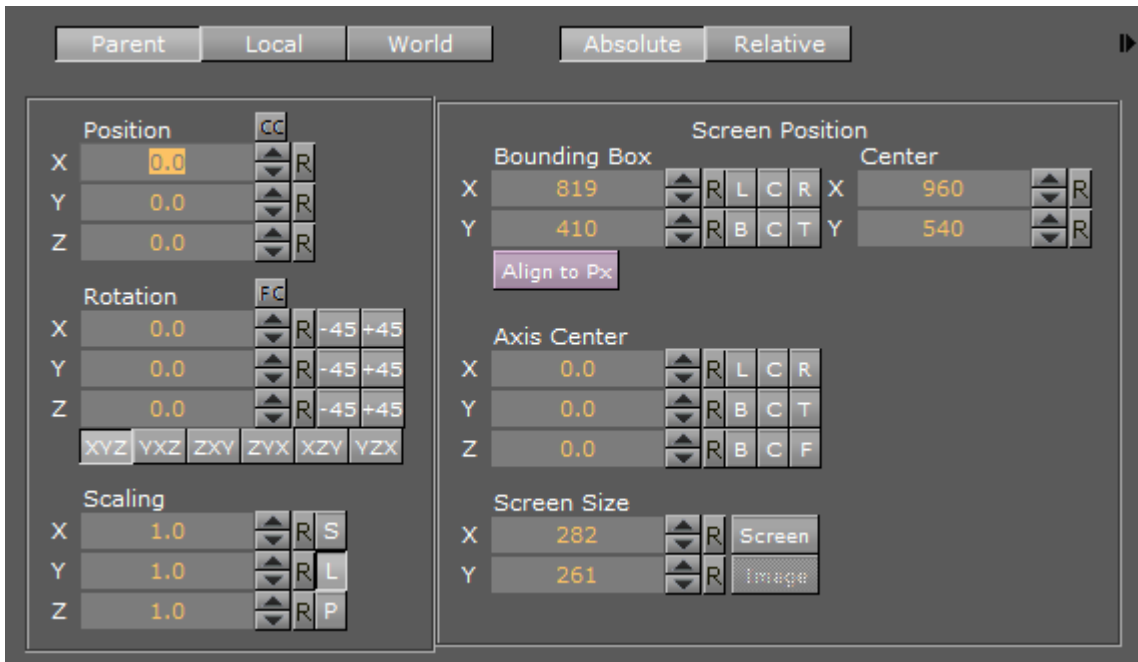 Parent Local World Absolute Relative
Position CC
X 0.0 R
Y 0.0 R
Z 0.0 R
Rotation FC
X 0.0 R -45 +45
Y 0.0 R -45 +45
Z 0.0 R -45 +45
XYZ YXZ ZXY ZYX XZY YZX
Scaling
X 1.0 R S
Y 1.0 R L
Z 1.0 R P
Screen Position
Bounding Box Center
X 819 R L C R X 960 R
Y 410 R B C T Y 540 R
Align to Px
Axis Center
X 0.0 R L C R
Y 0.0 R B C T
Z 0.0 R B C F
Screen Size
X 282 R Screen
Y 261 R Image